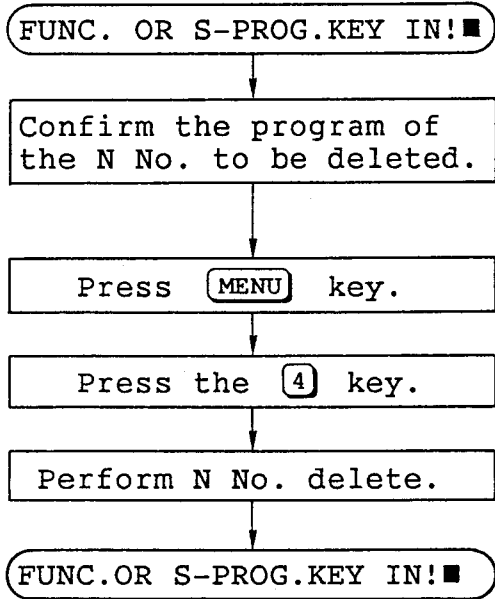 FUNC. OR S-PROG.KEY IN!■
Confirm the program of
the N No. to be deleted.
Press MENU key.
Press the 4 key.
Perform N No. delete.
FUNC.OR S-PROG.KEY IN!■